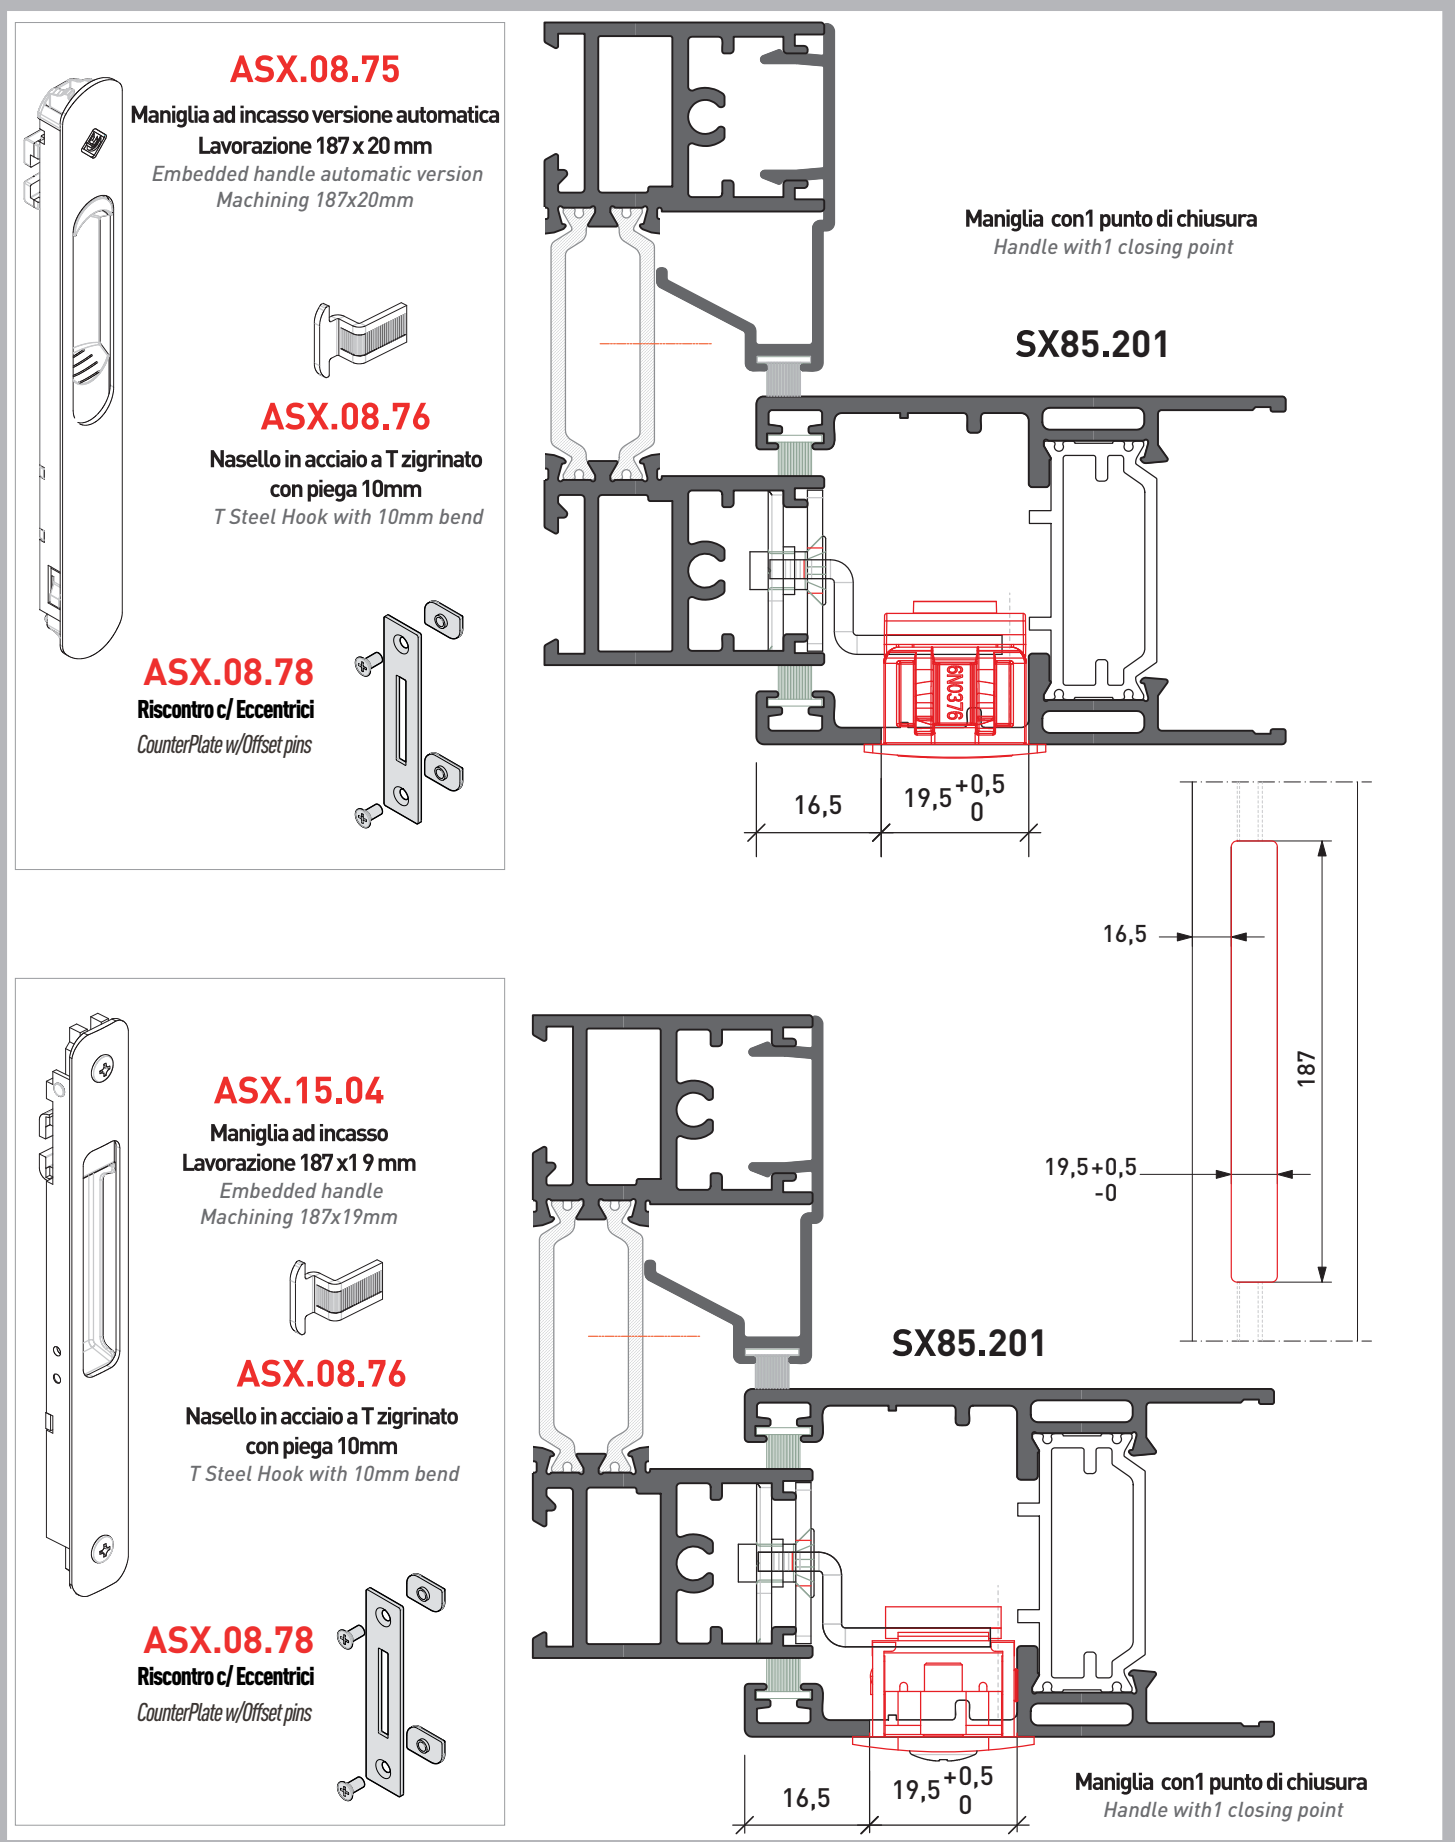 ASX.08.75
Maniglia ad incasso versione automatica
Lavorazione 187 x 20 mm
Embedded handle automatic version
Machining 187x20mm
ASX.08.76
Nasello in acciaio a T zigrinato
con piega 10mm
T Steel Hook with 10mm bend
ASX.08.78
Riscontro c/ Eccentrici
CounterPlate w/Offset pins
Maniglia con1 punto di chiusura
Handle with1 closing point
SX85.201
6N0376
16,5
19,5 +0,5
0
16,5
187
19,5+0,5
-0
ASX.15.04
Maniglia ad incasso
Lavorazione 187 x1 9 mm
Embedded handle
Machining 187x19mm
ASX.08.76
Nasello in acciaio a T zigrinato
con piega 10mm
T Steel Hook with 10mm bend
ASX.08.78
Riscontro c/ Eccentrici
CounterPlate w/Offset pins
SX85.201
16,5
19,5 +0,5
0
Maniglia con1 punto di chiusura
Handle with1 closing point